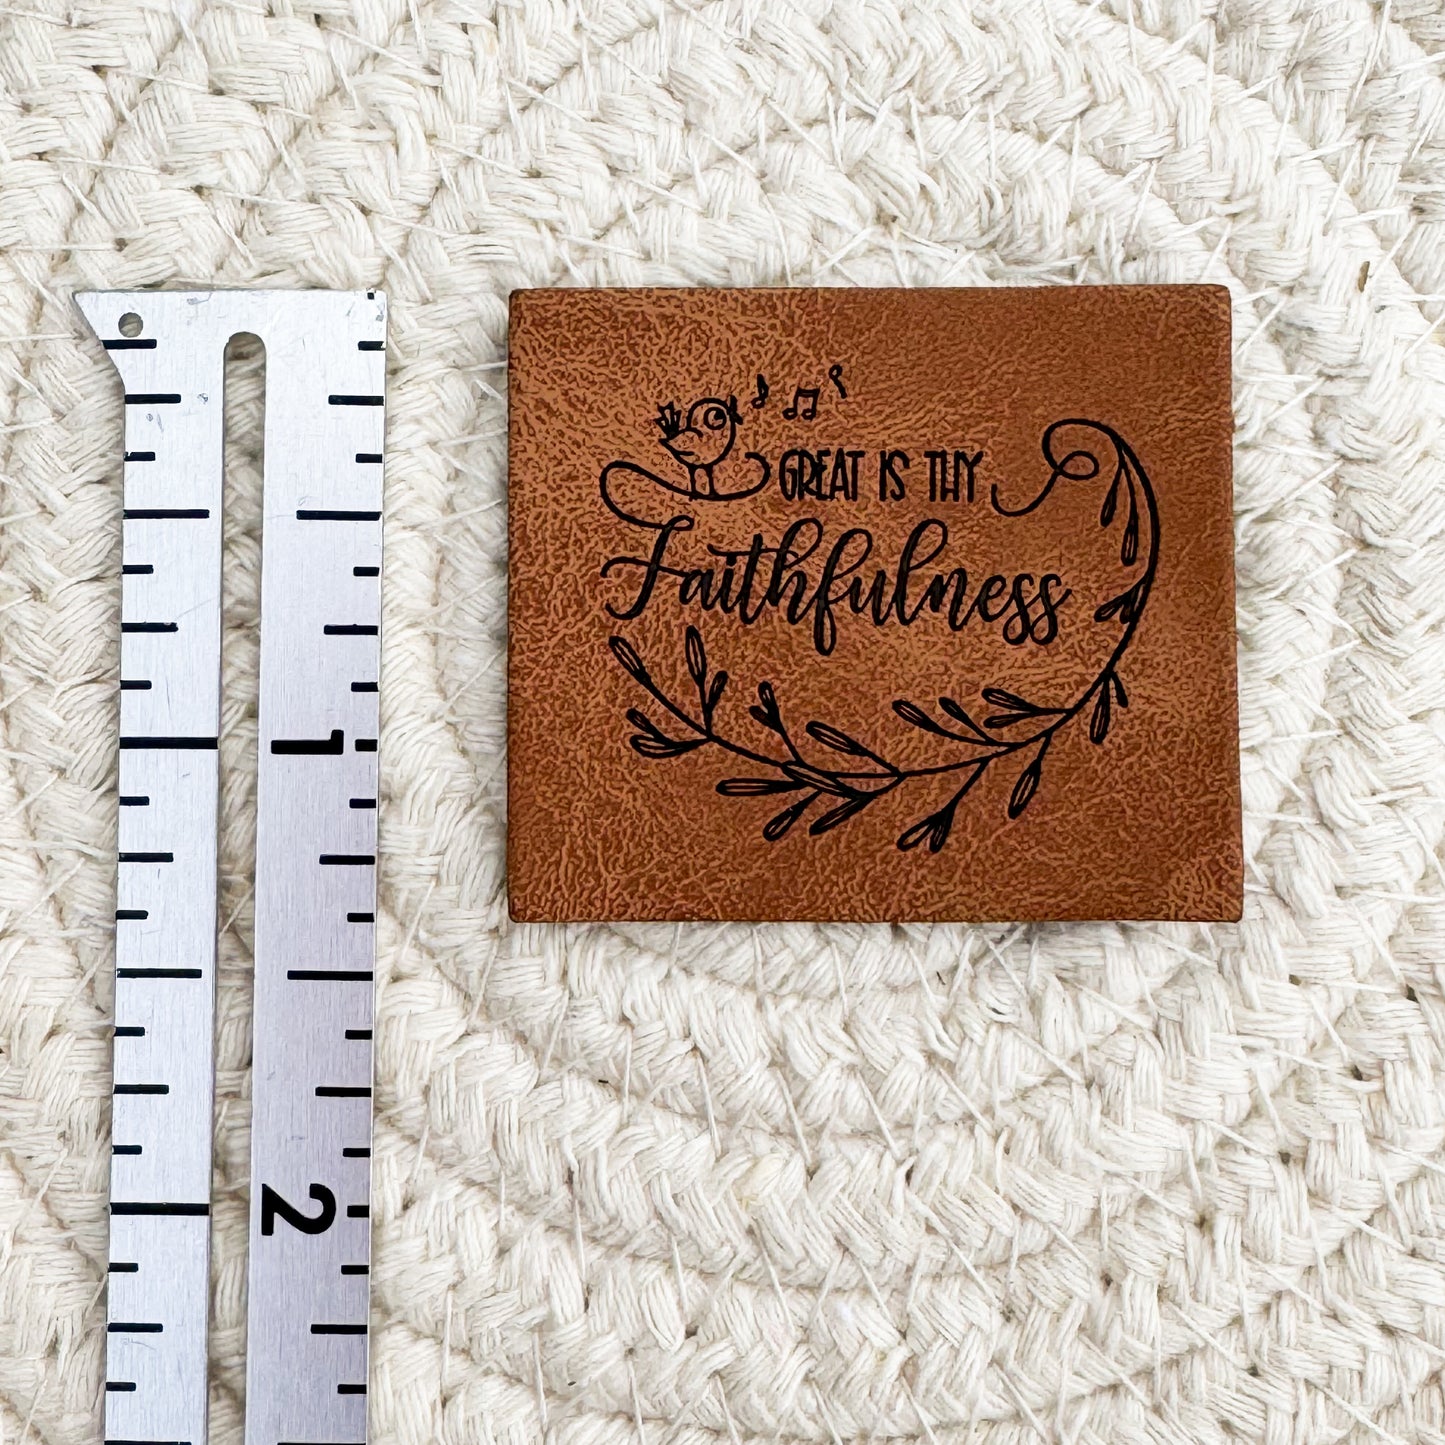 GREAT IS THY
Faithfulness
1
2